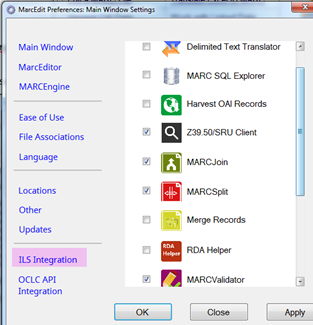 MarcEdit Preferences: Main Window Settings
Main Window
MarcEditor
MARCEngine
Ease of Use
File Associations
Language
Locations
Other
Updates
ILS Integration
OCLC API
Integration
Delimited Text Translator
MARC SQL Explorer
Harvest OAI Records
Z39.50/SRU Client
MARCJoin
MARCSplit
Merge Records
RDA
Helper
RDA Helper
MARCValidator
OK
Close
Apply